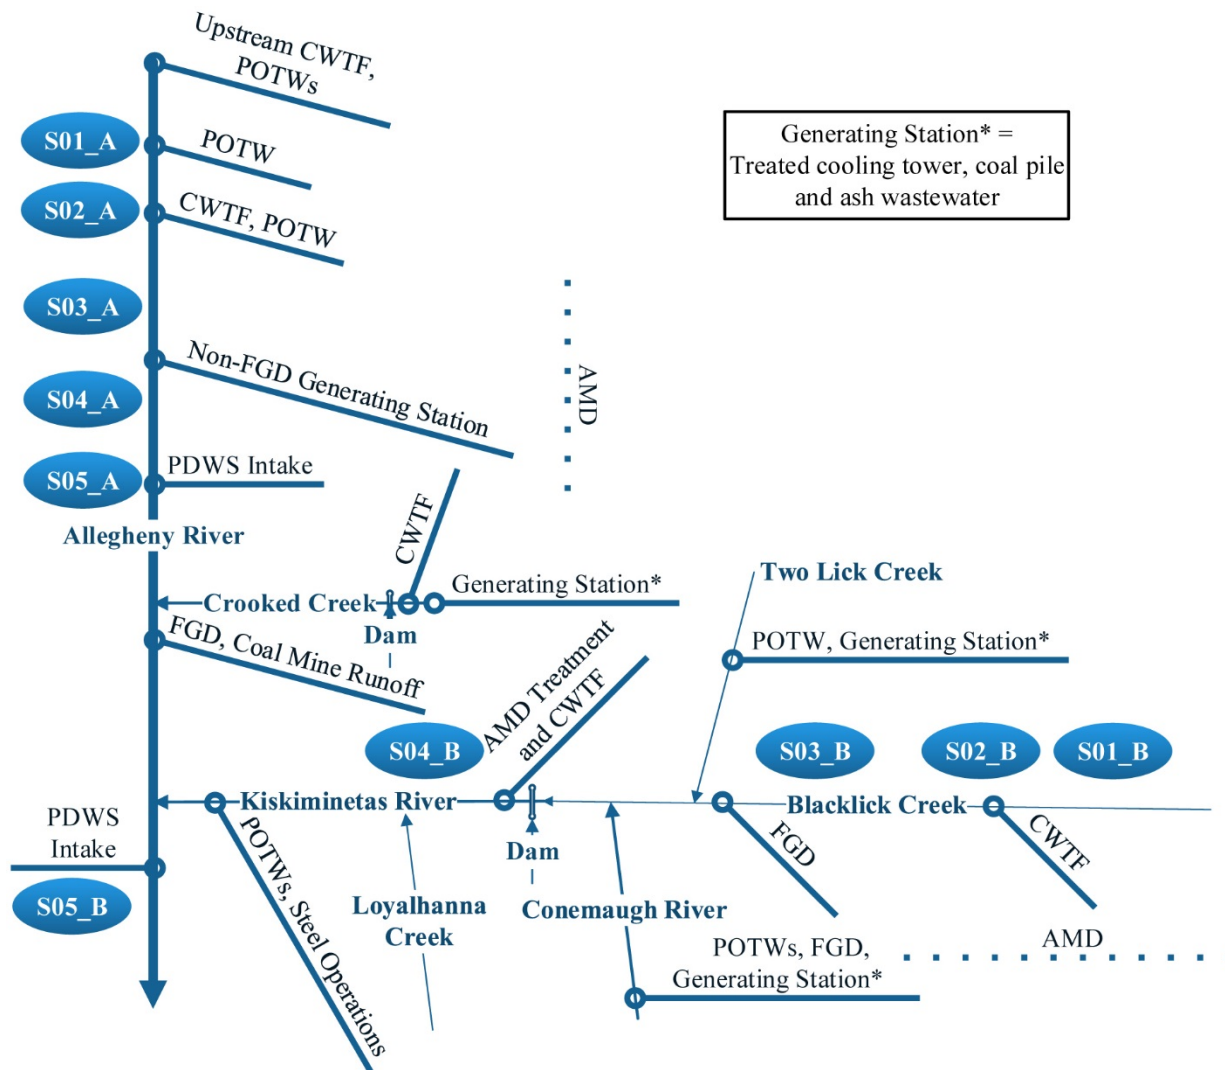 Upstream CWTF,
POTWs
S01_A
POTW
S02_A
CWTF, POTW
Generating Station* =
Treated cooling tower, coal pile
and ash wastewater
S03_A
Non-FGD Generating Station
AMD
S04_A
S05_A
PDWS Intake
Allegheny River
CWTF
Crooked Creek
Generating Station*
Dam
Two Lick Creek
FGD, Coal Mine Runoff
POTW, Generating Station*
AMD Treatment
and CWTF
S04_B
S03_B
S02_B
S01_B
Kiskiminetas River
Blacklick Creek
PDWS
Intake
S05_B
POTWs, Steel Operations
Loyalhanna
Creek
Dam
Conemaugh River
FGD
CWTF
POTWs, FGD,
Generating Station*
AMD